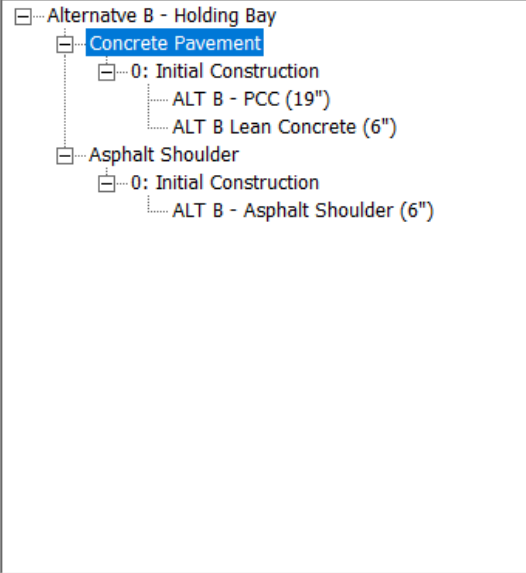 Alternatve B - Holding Bay
Concrete Pavement
0: Initial Construction
ALT B - PCC (19")
ALT B Lean Concrete (6")
Asphalt Shoulder
0: Initial Construction
ALT B - Asphalt Shoulder (6")